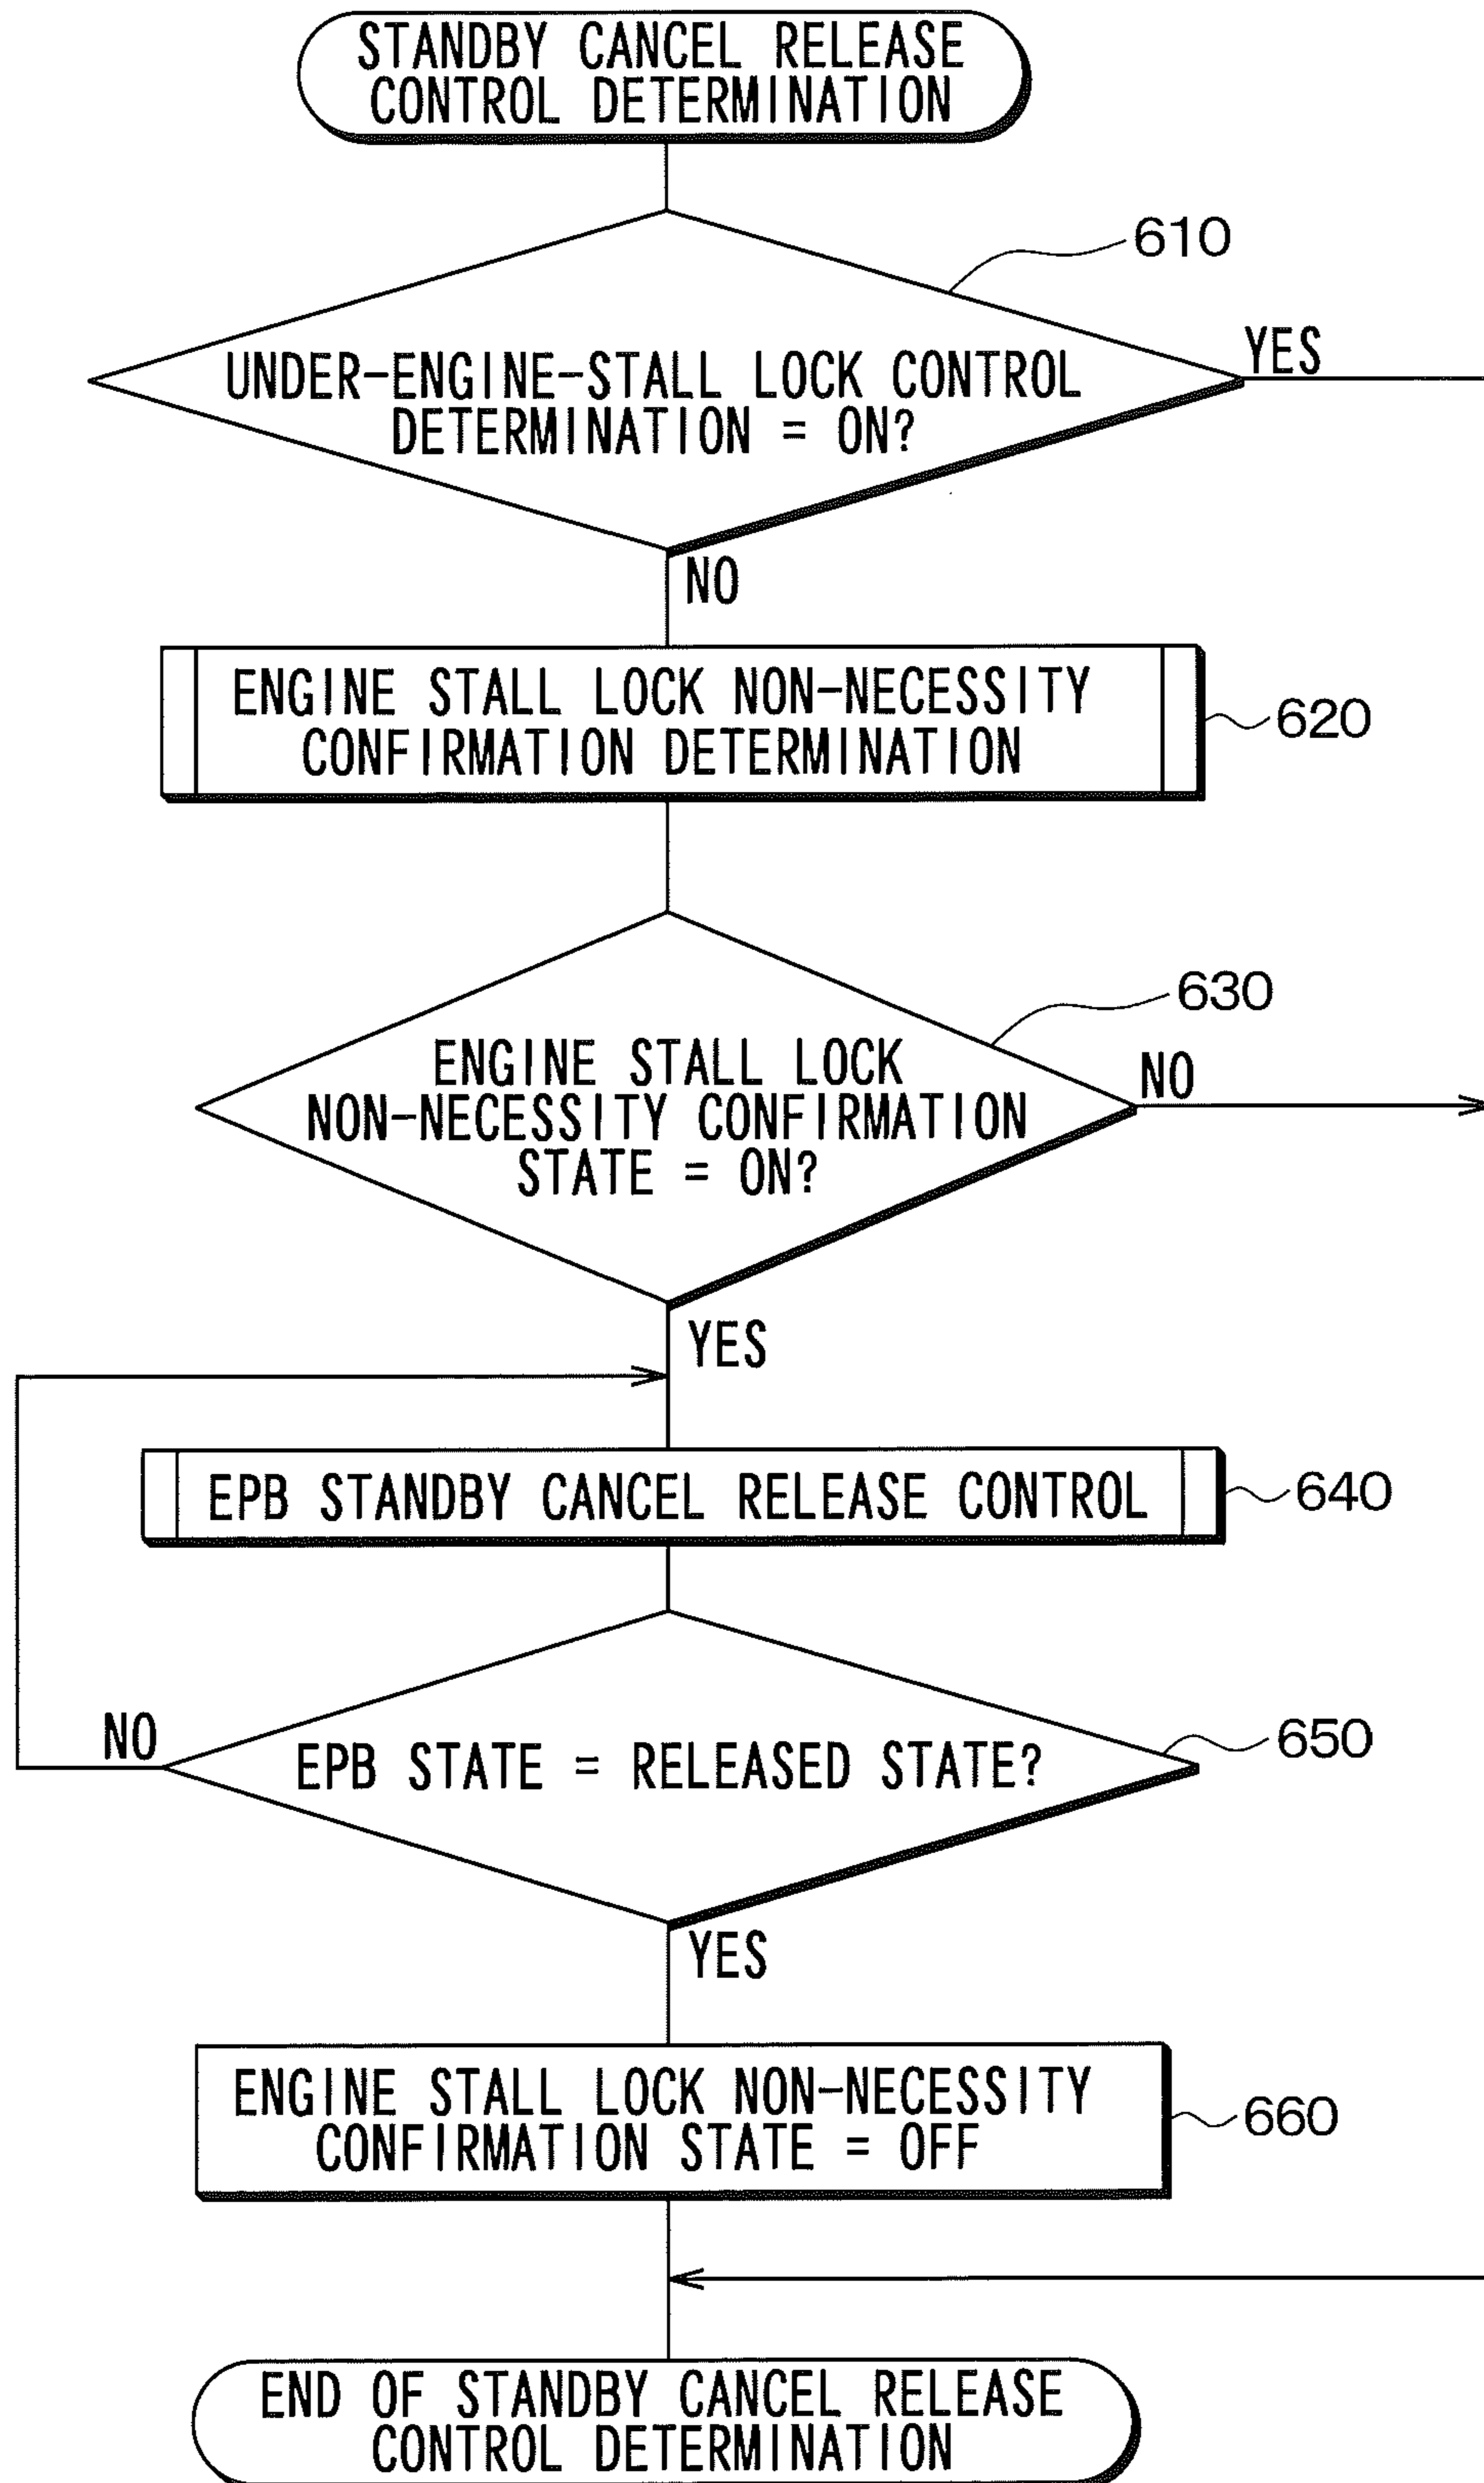 STANDBY CANCEL RELEASE
CONTROL DETERMINATION
610
UNDER-ENGINE-STALL LOCK CONTROL
DETERMINATION = ON?
YES
NO
ENGINE STALL LOCK NON-NECESSITY
CONFIRMATION DETERMINATION
620
630
ENGINE STALL LOCK
NON-NECESSITY CONFIRMATION
STATE = ON?
NO
YES
EPB STANDBY CANCEL RELEASE CONTROL
640
650
NO
EPB STATE = RELEASED STATE?
YES
ENGINE STALL LOCK NON-NECESSITY
CONFIRMATION STATE = OFF
660
END OF STANDBY CANCEL RELEASE
CONTROL DETERMINATION